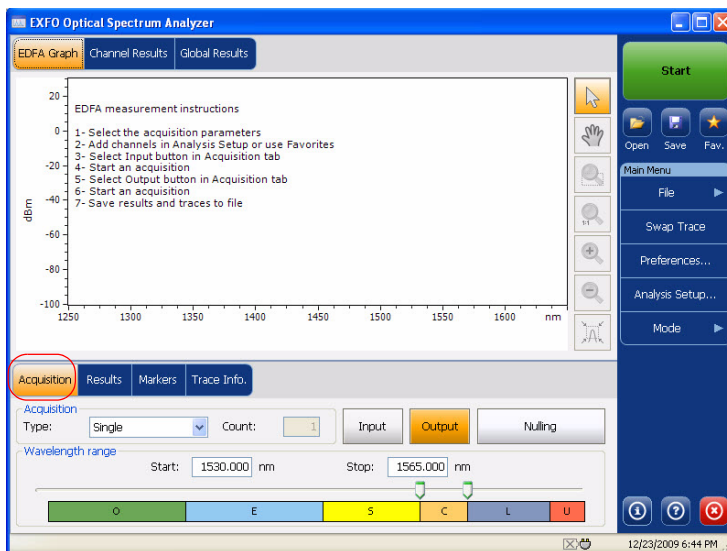 EXFO Optical Spectrum Analyzer
EDFA Graph Channel Results Global Results
Start
Open Save Fav.
Main Menu
File
Swap Trace
Preferences...
Analysis Setup...
Mode
EDFA measurement instructions
1- Select the acquisition parameters
2- Add channels in Analysis Setup or use Favorites
3- Select Input button in Acquisition tab
4- Start an acquisition
5- Select Output button in Acquisition tab
6- Start an acquisition
7- Save results and traces to file
dBm
20
0
-20
-40
-60
-80
-100
1250 1300 1350 1400 1450 1500 1550 1600 nm
1:1
Acquisition Results Markers Trace Info.
Acquisition
Type: Single Count: 1 Input Output Nulling
Wavelength range
Start: 1530.000 nm Stop: 1565.000 nm
O E S C L U
12/23/2009 6:44 PM